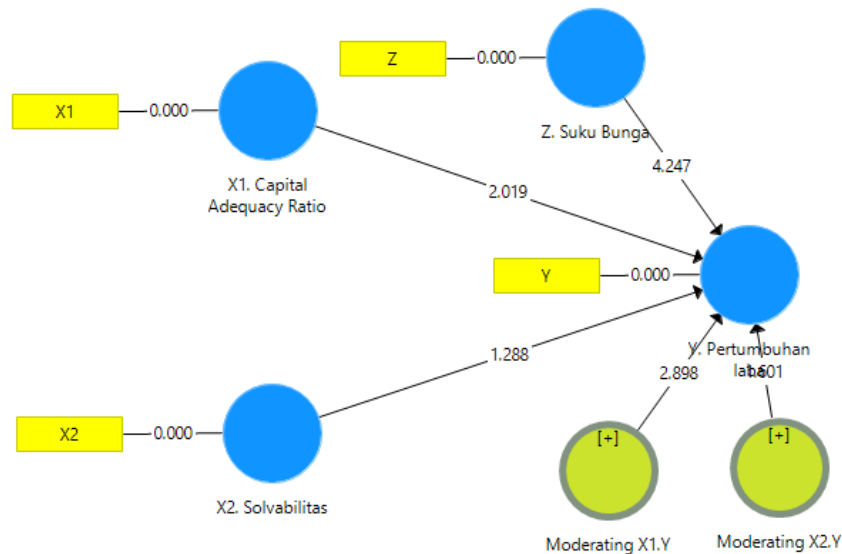 Z
0.000
Z. Suku Bunga
X1
0.000
X1. Capital
Adequacy Ratio
4.247
2.019
Y
0.000
Y. Pertumbuhan
laba
1.288
2.898
X2
0.000
X2. Solvabilitas
[+]
Moderating X1.Y
[+]
Moderating X2.Y